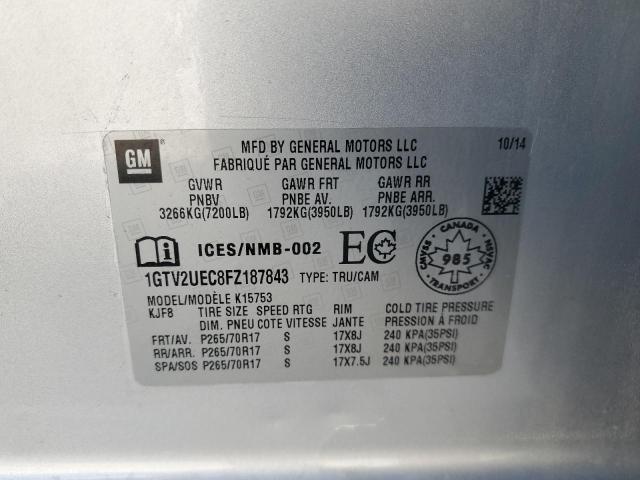 GM
MFD BY GENERAL MOTORS LLC 10/14
FABRIQUÉ PAR GENERAL MOTORS LLC
GVWR GAWR FRT GAWR RR
PNBV PNBE AV. PNBE ARR.
3266KG(7200LB) 1792KG(3950LB) 1792KG(3950LB)
ICES/NMB-002 EC
CANADA
CMVSS 985 NSVAC
TRANSPORT
1GTV2UEC8FZ187843 TYPE: TRU/CAM
MODEL/MODÈLE K15753
KJF8 TIRE SIZE SPEED RTG RIM COLD TIRE PRESSURE
DIM. PNEU COTE VITESSE JANTE PRESSION À FROID
FRT/AV. P265/70R17 S 17X8J 240 KPA(35PSI)
RR/ARR. P265/70R17 S 17X8J 240 KPA(35PSI)
SPA/SOS P265/70R17 S 17X7.5J 240 KPA(35PSI)